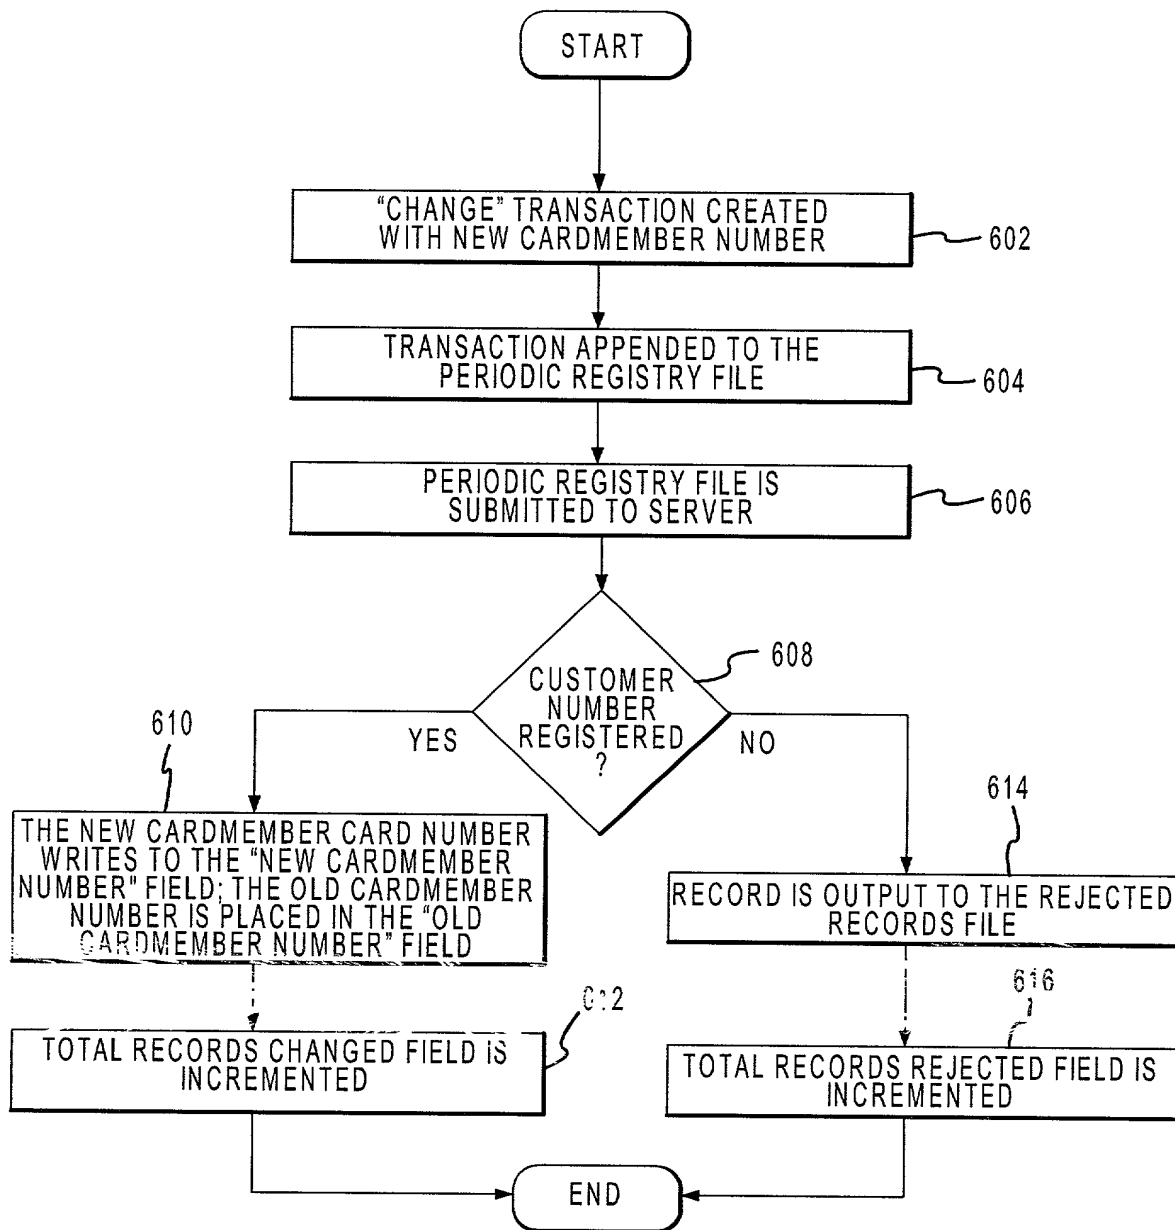 START
"CHANGE" TRANSACTION CREATED
WITH NEW CARDMEMBER NUMBER
602
TRANSACTION APPENDED TO THE
PERIODIC REGISTRY FILE
604
PERIODIC REGISTRY FILE IS
SUBMITTED TO SERVER
606
608
CUSTOMER
NUMBER
REGISTERED
?
YES
NO
610
THE NEW CARDMEMBER CARD NUMBER
WRITES TO THE "NEW CARDMEMBER
NUMBER" FIELD; THE OLD CARDMEMBER
NUMBER IS PLACED IN THE "OLD
CARDMEMBER NUMBER" FIELD
614
RECORD IS OUTPUT TO THE REJECTED
RECORDS FILE
612
TOTAL RECORDS CHANGED FIELD IS
INCREMENTED
616
TOTAL RECORDS REJECTED FIELD IS
INCREMENTED
END